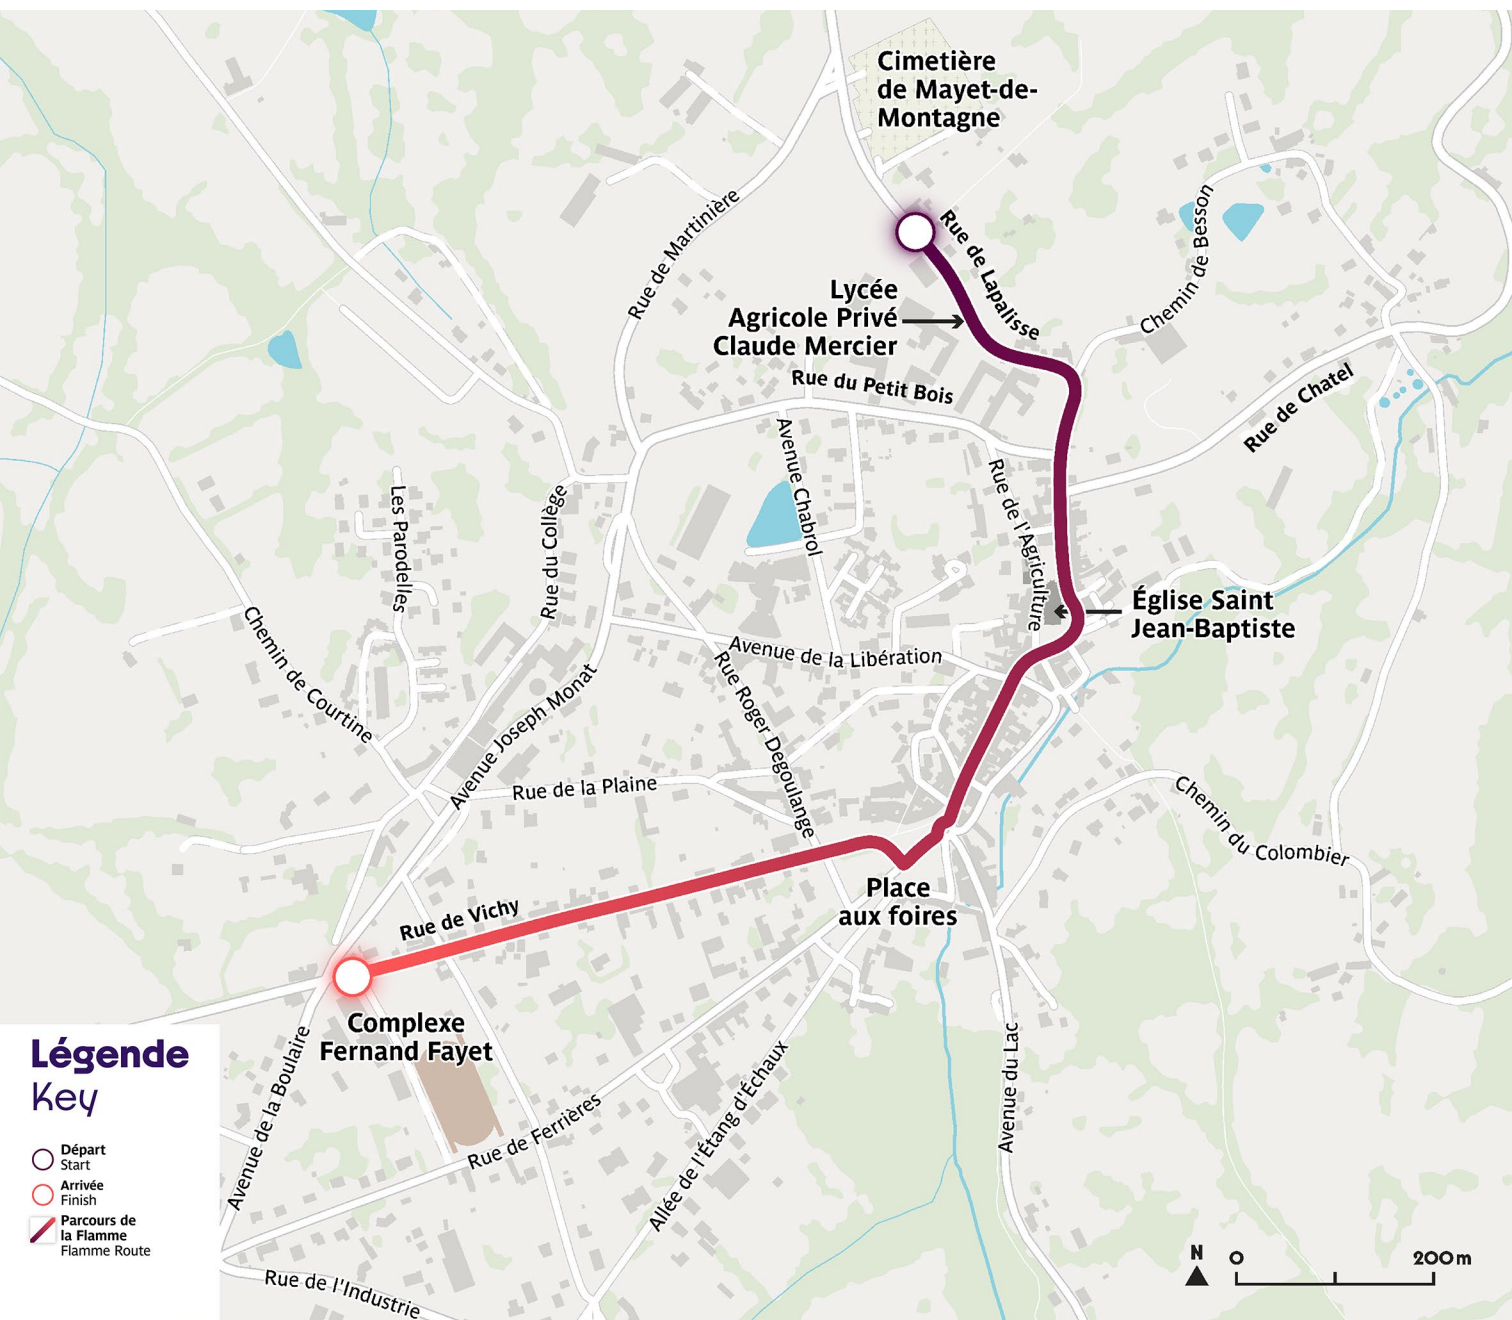 Cimetière
de Mayet-de-
Montagne
Rue de Martinière
Rue de Lapalisse
Chemin de Besson
Lycée
Agricole Privé
Claude Mercier
Rue du Petit Bois
Rue de Chatel
Avenue Chabrol
Rue de l'Agriculture
Les Parodelles
Rue du Collège
Église Saint
Jean-Baptiste
Chemin de Courtine
Avenue de la Libération
Avenue Joseph Monat
Rue Roger Degoulange
Rue de la Plaine
Chemin du Colombier
Place
aux foires
Rue de Vichy
Complexe
Fernand Fayet
Avenue de la Boulaire
Rue de Ferrières
Allée de l'Étang d'Échaux
Avenue du Lac
Rue de l'Industrie
Légende
Key
Départ
Start
Arrivée
Finish
Parcours de
la Flamme
Flamme Route
N 0 200m